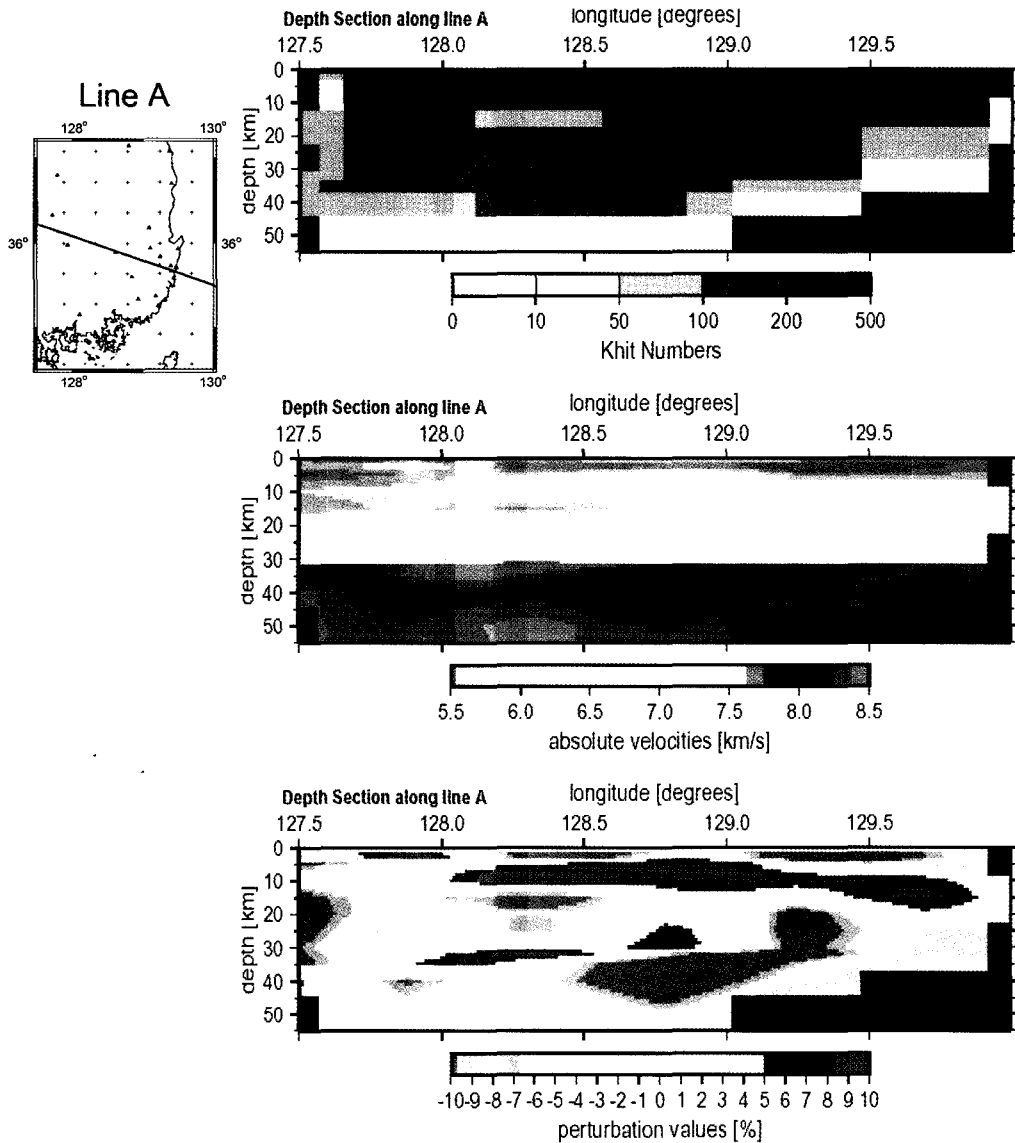 Depth Section along line A
longitude [degrees]
127.5 128.0 128.5 129.0 129.5
Line A
128° 130°
36° 36°
128° 130°
depth [km]
0
10
20
30
40
50
0 10 50 100 200 500
Khit Numbers
Depth Section along line A
longitude [degrees]
127.5 128.0 128.5 129.0 129.5
depth [km]
0
10
20
30
40
50
5.5 6.0 6.5 7.0 7.5 8.0 8.5
absolute velocities [km/s]
Depth Section along line A
longitude [degrees]
127.5 128.0 128.5 129.0 129.5
depth [km]
0
10
20
30
40
50
-10 -9 -8 -7 -6 -5 -4 -3 -2 -1 0 1 2 3 4 5 6 7 8 9 10
perturbation values [%]